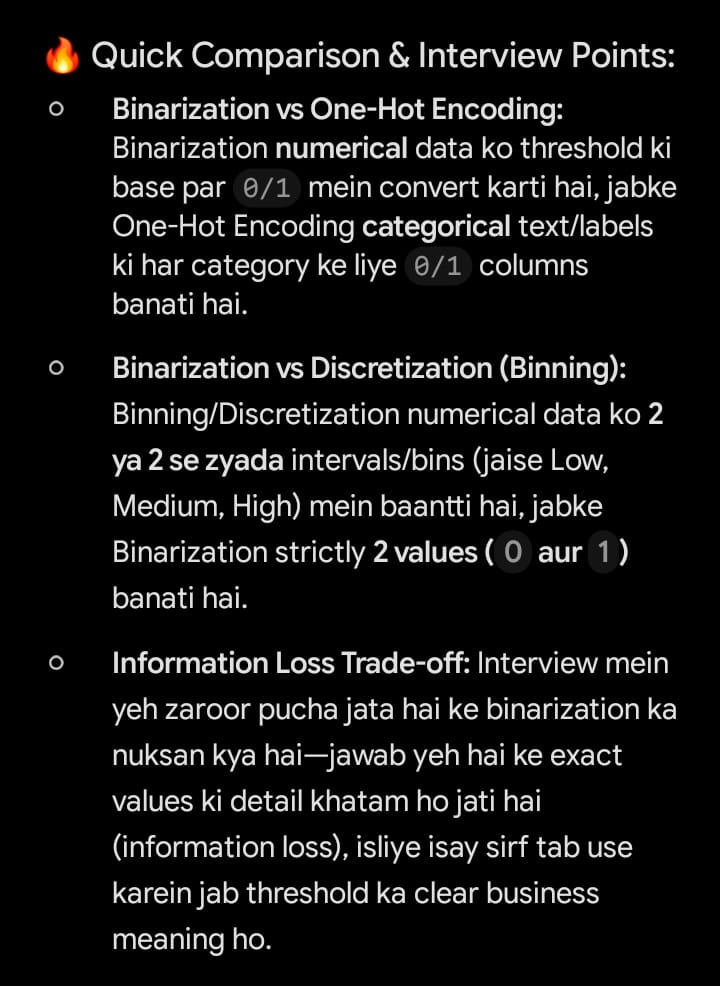 🔥 Quick Comparison & Interview Points:
Binarization vs One-Hot Encoding:
Binarization numerical data ko threshold ki
base par 0/1 mein convert karti hai, jabke
One-Hot Encoding categorical text/labels
ki har category ke liye 0/1 columns
banati hai.
Binarization vs Discretization (Binning):
Binning/Discretization numerical data ko 2
ya 2 se zyada intervals/bins (jaise Low,
Medium, High) mein baantti hai, jabke
Binarization strictly 2 values ( 0 aur 1 )
banati hai.
Information Loss Trade-off: Interview mein
yeh zaroor pucha jata hai ke binarization ka
nuksan kya hai—jawab yeh hai ke exact
values ki detail khatam ho jati hai
(information loss), isliye isay sirf tab use
karein jab threshold ka clear business
meaning ho.